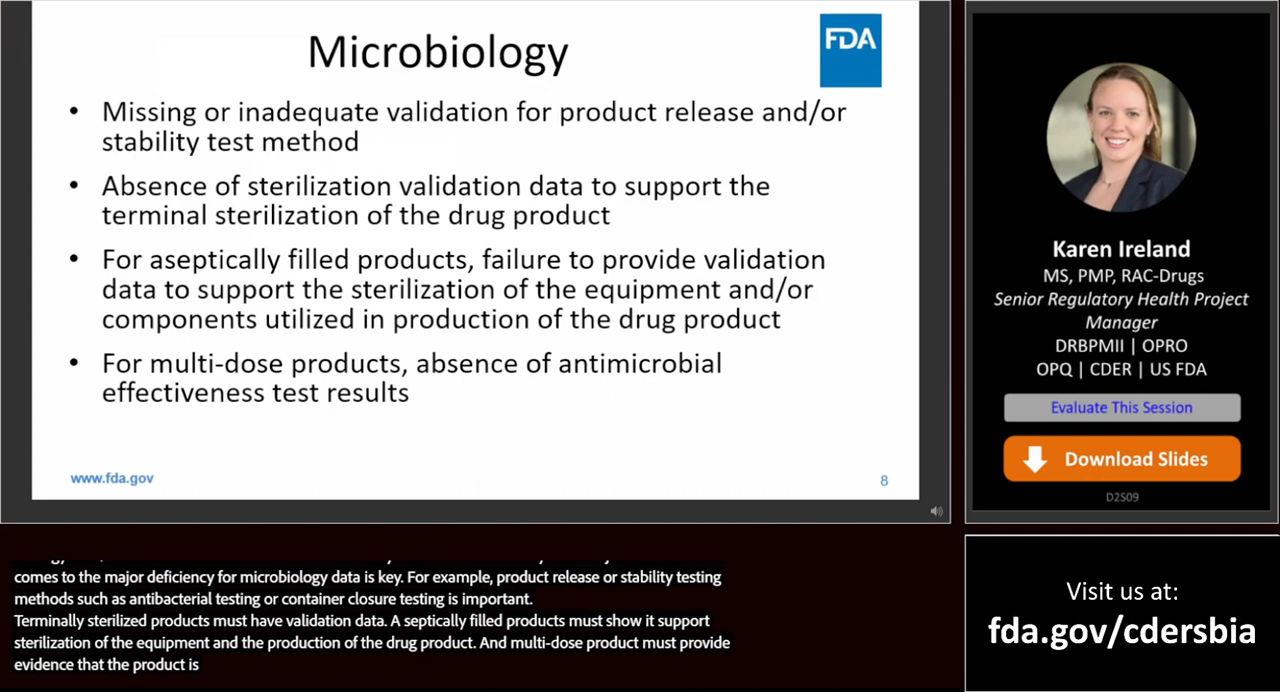 Microbiology
FDA
• Missing or inadequate validation for product release and/or
stability test method
• Absence of sterilization validation data to support the
terminal sterilization of the drug product
• For aseptically filled products, failure to provide validation
data to support the sterilization of the equipment and/or
components utilized in production of the drug product
• For multi-dose products, absence of antimicrobial
effectiveness test results
www.fda.gov
8
Karen Ireland
MS, PMP, RAC-Drugs
Senior Regulatory Health Project
Manager
DRBPMII | OPRO
OPQ | CDER | US FDA
Evaluate This Session
Download Slides
D2S09
comes to the major deficiency for microbiology data is key. For example, product release or stability testing
methods such as antibacterial testing or container closure testing is important.
Terminally sterilized products must have validation data. A septically filled products must show it support
sterilization of the equipment and the production of the drug product. And multi-dose product must provide
evidence that the product is
Visit us at:
fda.gov/cdersbia